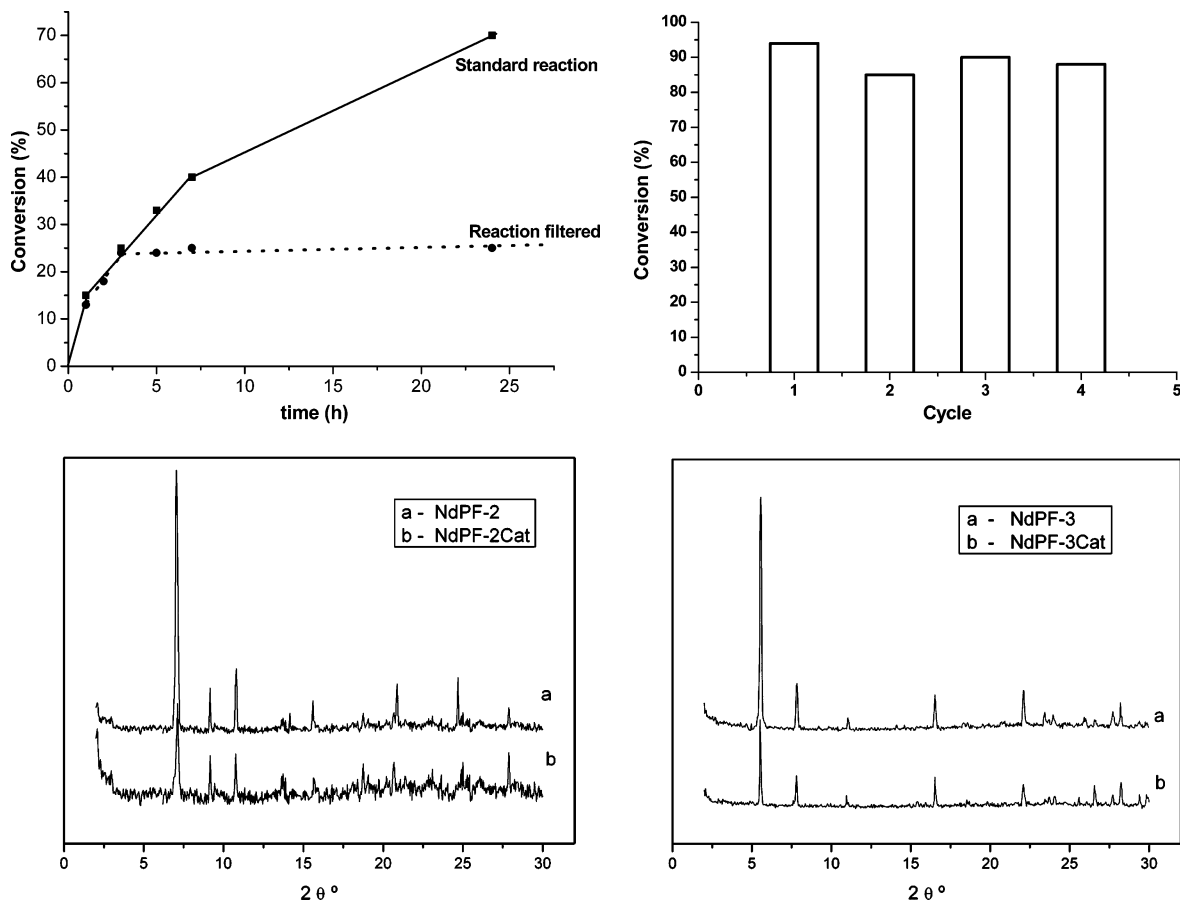 70
60
50
40
30
20
10
0
Conversion (%)
Standard reaction
Reaction filtered
0 5 10 15 20 25
time (h)
100
90
80
70
60
50
40
30
20
10
0
Conversion (%)
0 1 2 3 4 5
Cycle
a - NdPF-2
b - NdPF-2Cat
a
b
0 5 10 15 20 25 30
2 θ º
a - NdPF-3
b - NdPF-3Cat
a
b
0 5 10 15 20 25 30
2 θ º